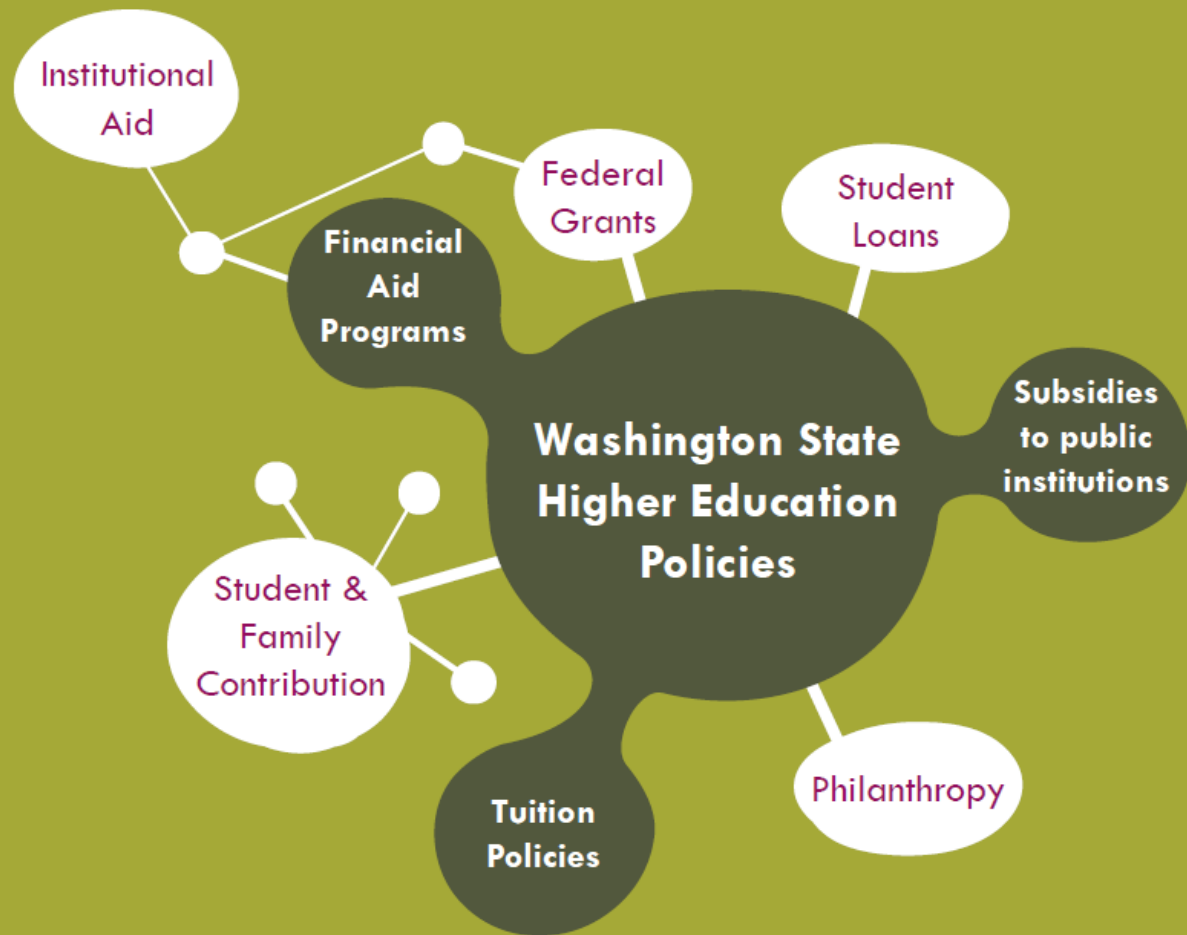 Institutional
Aid
Federal
Grants
Student
Loans
Financial
Aid
Programs
Subsidies
to public
institutions
Washington State
Higher Education
Policies
Student &
Family
Contribution
Tuition
Policies
Philanthropy